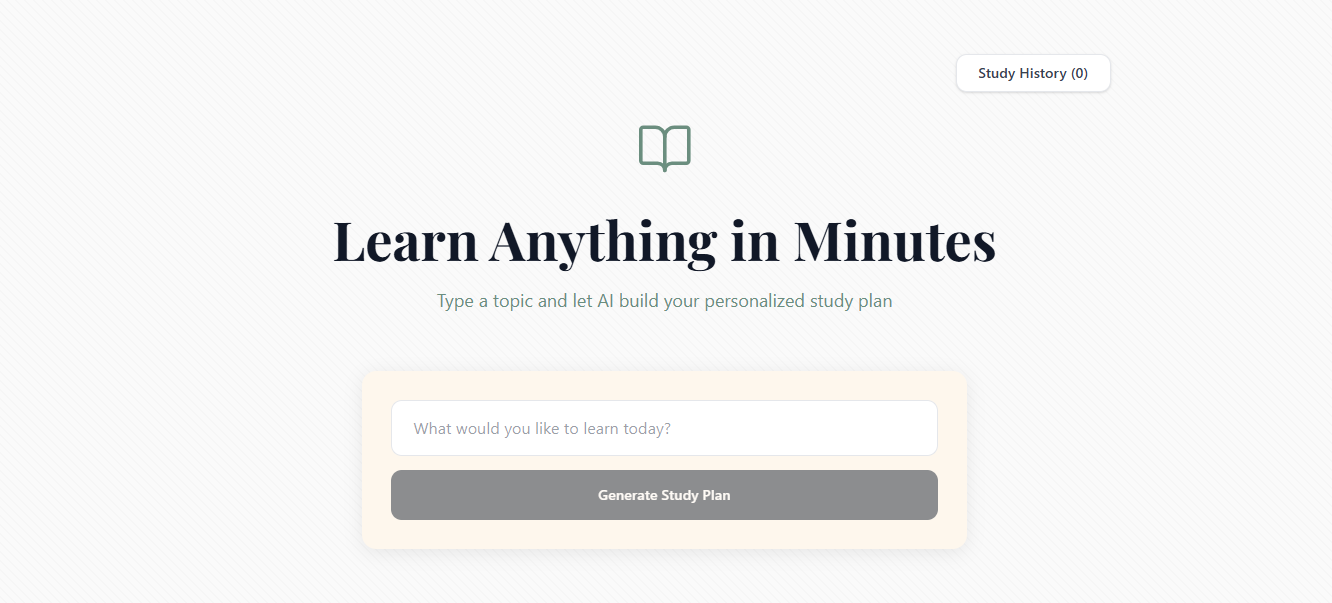 Study History (0)
Learn Anything in Minutes
Type a topic and let AI build your personalized study plan
What would you like to learn today?
Generate Study Plan